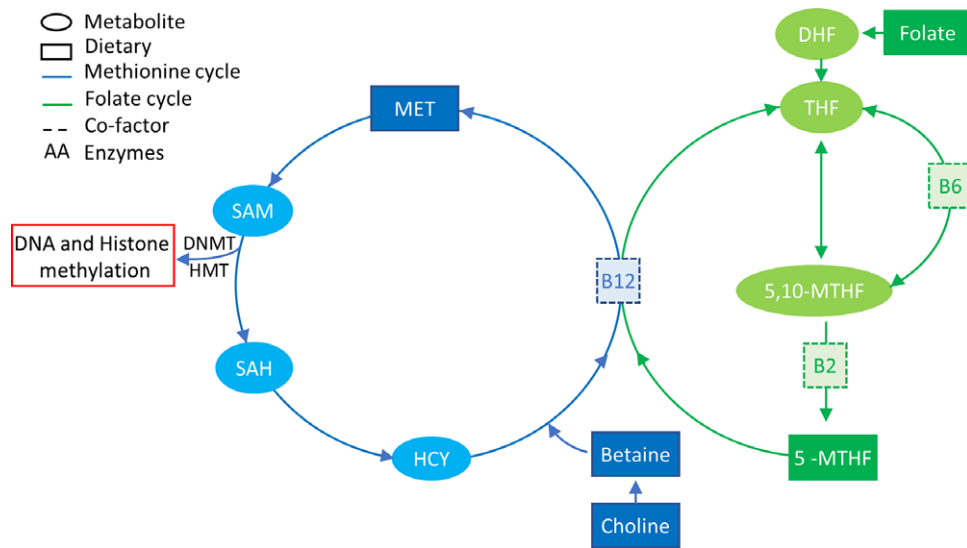 Metabolite
Dietary
Methionine cycle
Folate cycle
Co-factor
AA Enzymes
DHF
Folate
MET
THF
B6
SAM
DNA and Histone
methylation
DNMT
HMT
B12
5,10-MTHF
SAH
B2
HCY
Betaine
5 -MTHF
Choline